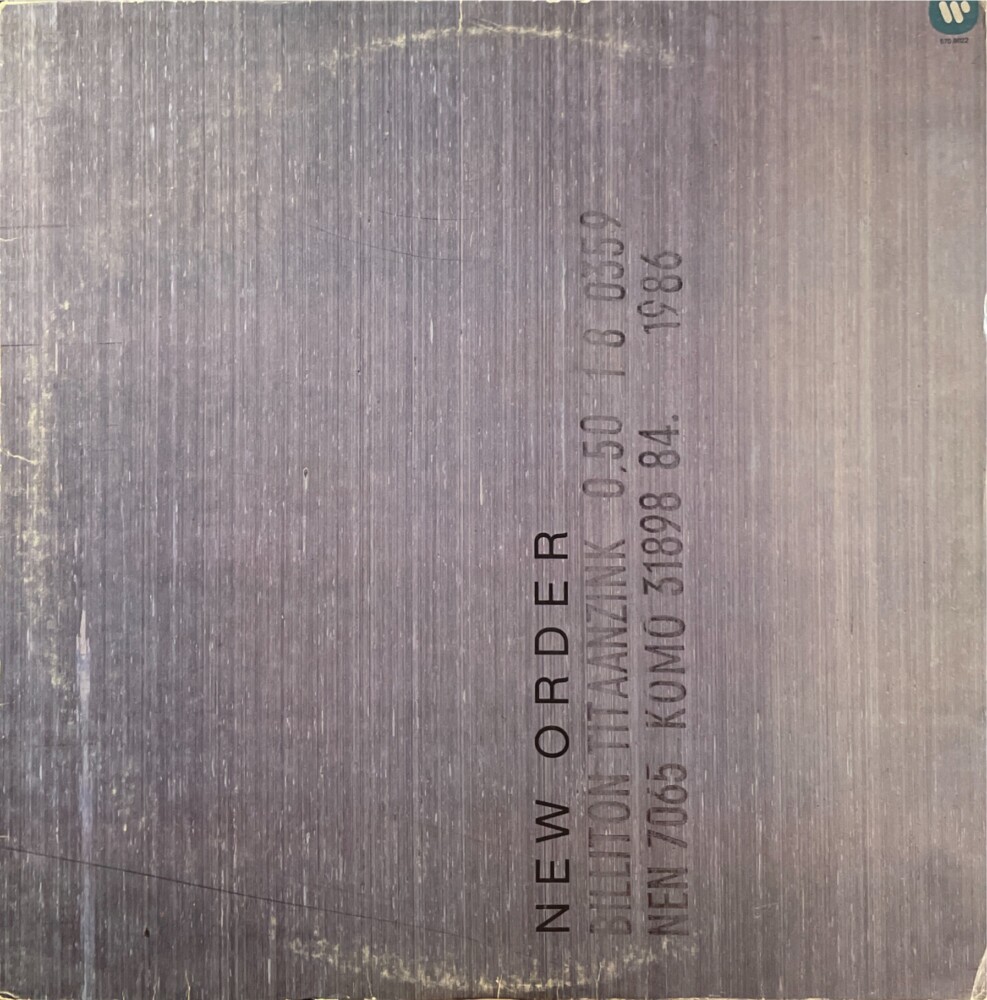 NEW ORDER
BILLITON TITAANZINK 0,50 1 8 0359
NEN 7065 KOMO 31898 84. 1986